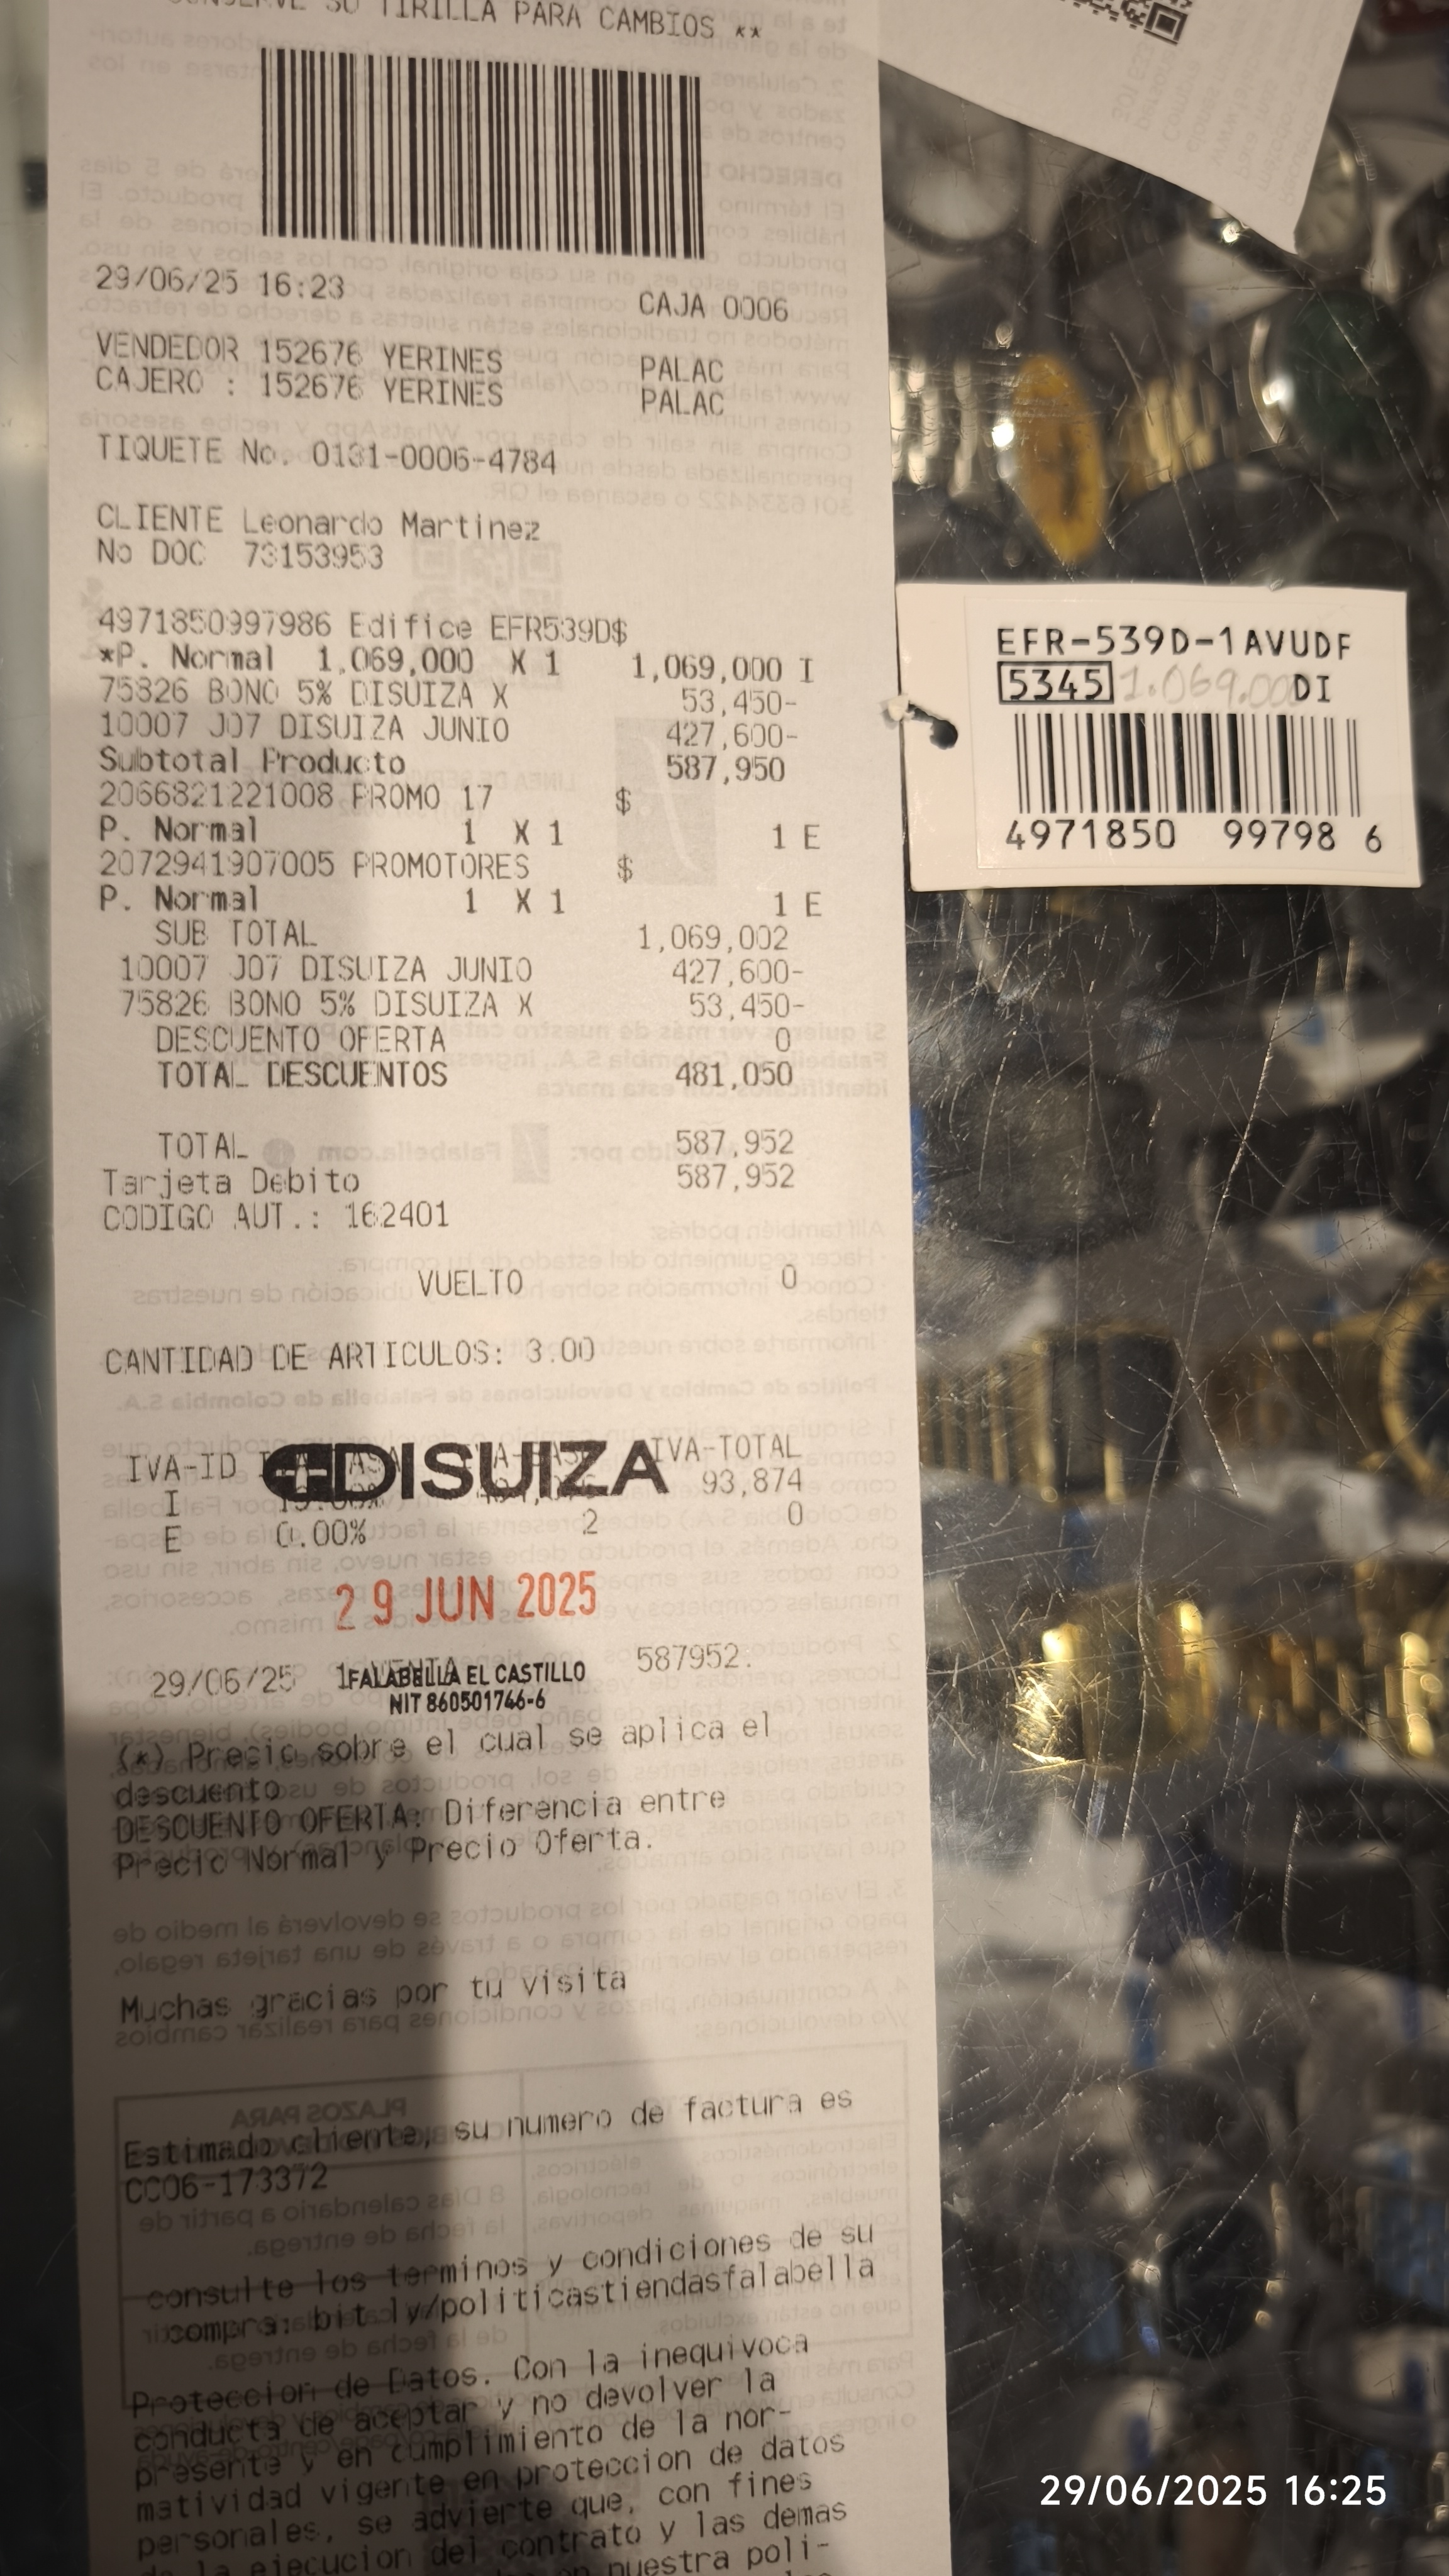 CONSERVE SU TIRILLA PARA CAMBIOS **
29/06/25 16:23 CAJA 0006
VENDEDOR 152676 YERINES PALAC
CAJERO : 152676 YERINES PALAC
TIQUETE No. 0131-0006-4784
CLIENTE Leonardo Martinez
No DOC 73153953
4971850997986 Edifice EFR539D$
*P. Normal 1,069,000 X 1 1,069,000 I
75826 BONO 5% DISUIZA X 53,450-
10007 J07 DISUIZA JUNIO 427,600-
Subtotal Producto 587,950
2066821221008 PROMO 17 $
P. Normal 1 X 1 1 E
2072941907005 PROMOTORES $
P. Normal 1 X 1 1 E
SUB TOTAL 1,069,002
10007 J07 DISUIZA JUNIO 427,600-
75826 BONO 5% DISUIZA X 53,450-
DESCUENTO OFERTA 0
TOTAL DESCUENTOS 481,050
TOTAL 587,952
Tarjeta Debito 587,952
CODIGO AUT.: 162401
VUELTO 0
CANTIDAD DE ARTICULOS: 3.00
IVA-ID IVA-TOTAL
DISUIZA
I 93,874
E 0.00% 2 0
29 JUN 2025
29/06/25 587952.
FALABELLA EL CASTILLO
NIT 860501746-6
(*) Precio sobre el cual se aplica el
descuento
DESCUENTO OFERTA: Diferencia entre
Precio Normal y Precio Oferta.
Muchas gracias por tu visita
Estimado cliente, su numero de factura es
CC06-173372
consulte los terminos y condiciones de su
compra: bit ly/politicastiendasfalabella
Proteccion de Datos. Con la inequivoca
conducta de aceptar y no devolver la
presente y en cumplimiento de la nor-
matividad vigente en proteccion de datos
personales, se advierte que, con fines
de la ejecucion del contrato y las demas
nuestra poli-
EFR-539D-1AVUDF
5345 1.069.000 DI
4971850 99798 6
29/06/2025 16:25